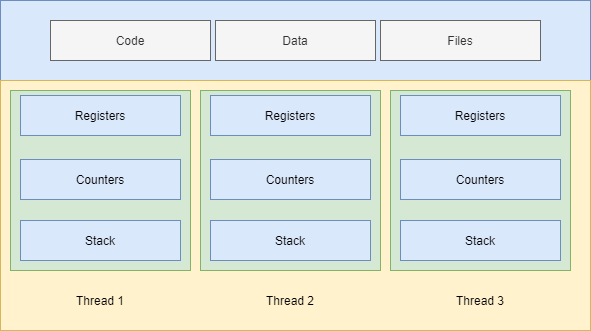 Code Data Files
Registers Registers Registers
Counters Counters Counters
Stack Stack Stack
Thread 1 Thread 2 Thread 3